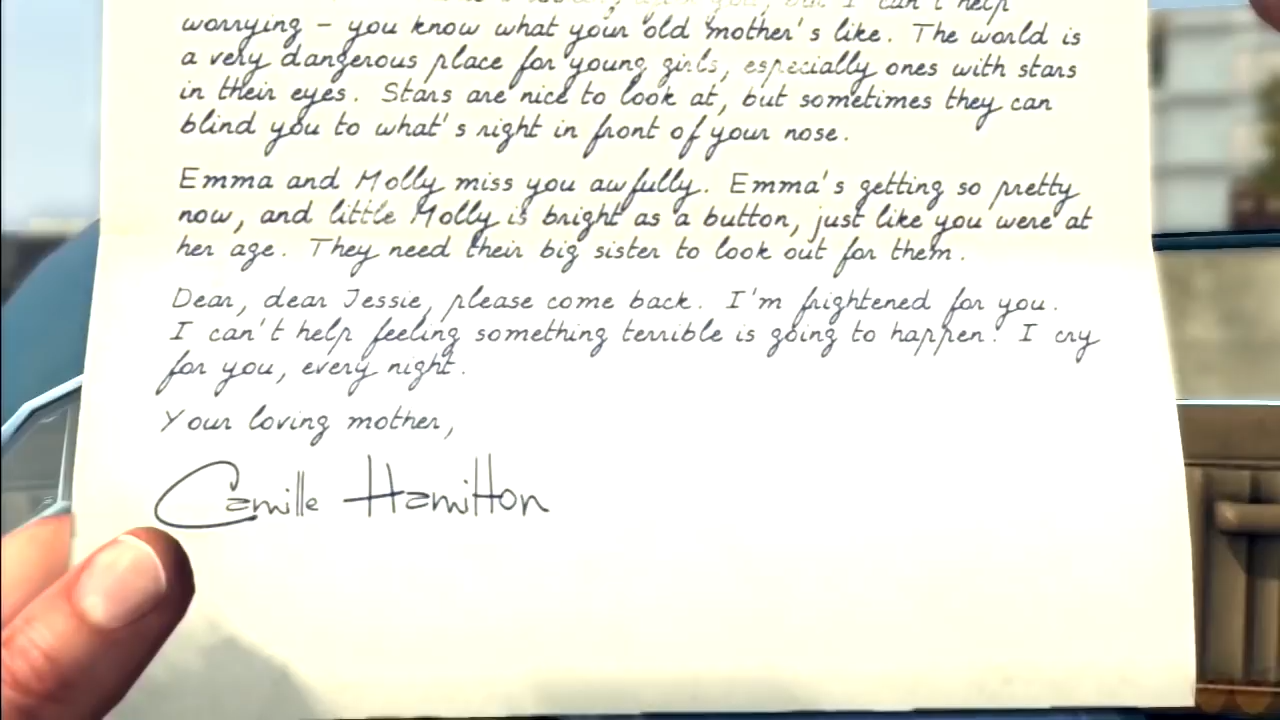 can't help
worrying – you know what your old mother's like. The world is
a very dangerous place for young girls, especially ones with stars
in their eyes. Stars are nice to look at, but sometimes they can
blind you to what's right in front of your nose.
Emma and Molly miss you awfully. Emma's getting so pretty
now, and little Molly is bright as a button, just like you were at
her age. They need their big sister to look out for them.
Dear, dear Jessie, please come back. I'm frightened for you.
I can't help feeling something terrible is going to happen. I cry
for you, every night.
Your loving mother,
Camille Hamilton